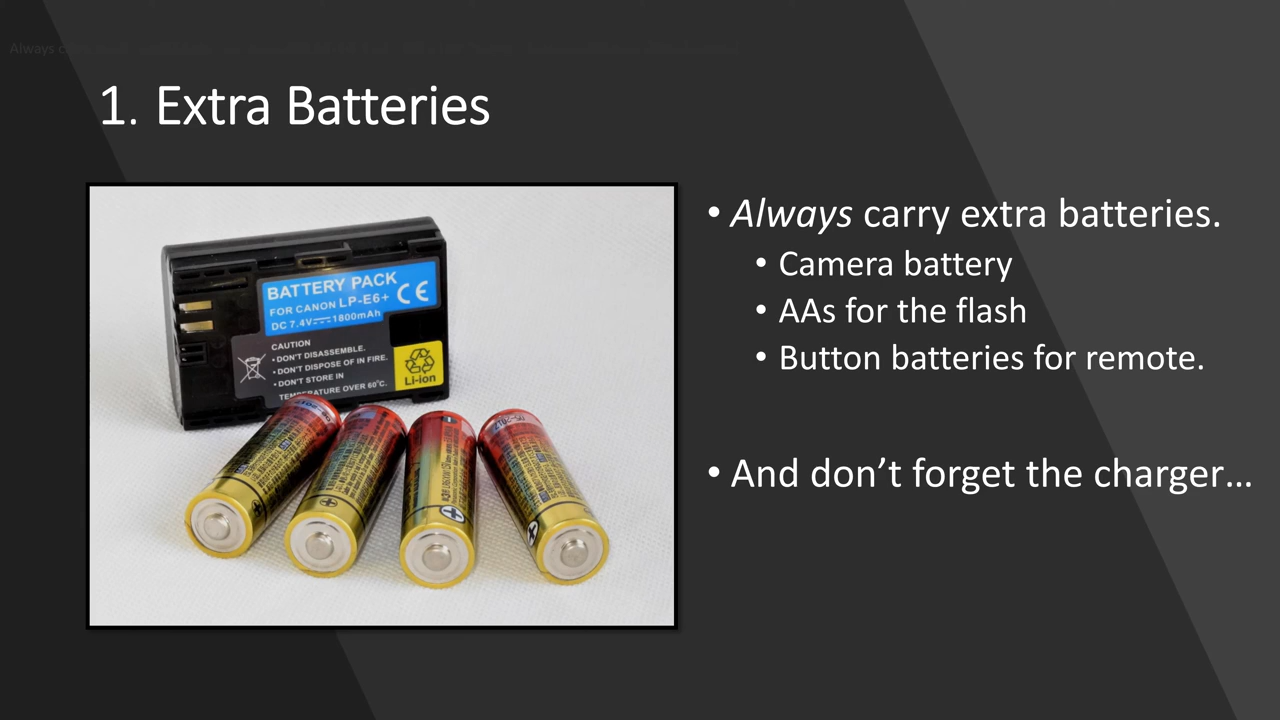 1. Extra Batteries
BATTERY PACK
FOR CANON LP-E6+
DC 7.4V 1800mAh
CE
CAUTION
• DON'T DISASSEMBLE.
• DON'T DISPOSE OF IN FIRE.
• DON'T STORE IN
TEMPERATURE OVER 60°C.
Li-ion
• Always carry extra batteries.
• Camera battery
• AAs for the flash
• Button batteries for remote.
• And don’t forget the charger…